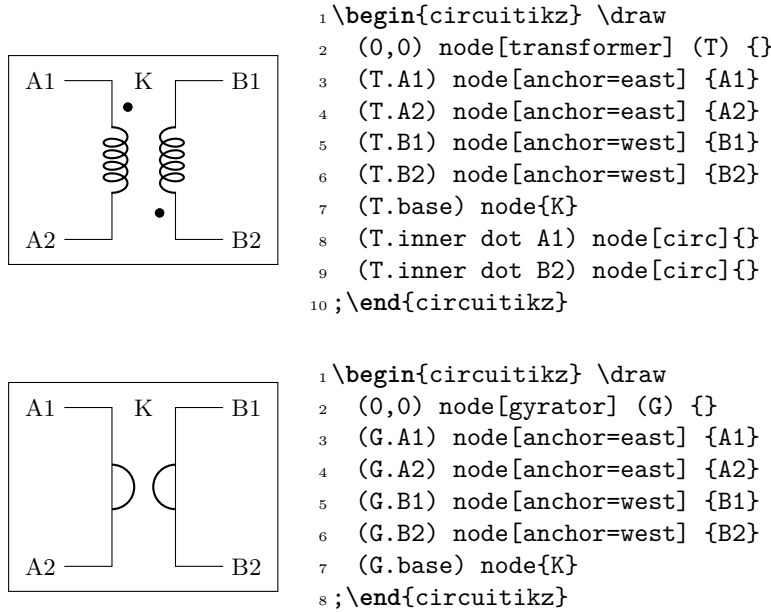 A1 K B1
A2 B2
1 \begin{circuitikz} \draw
2 (0,0) node[transformer] (T) {}
3 (T.A1) node[anchor=east] {A1}
4 (T.A2) node[anchor=east] {A2}
5 (T.B1) node[anchor=west] {B1}
6 (T.B2) node[anchor=west] {B2}
7 (T.base) node{K}
8 (T.inner dot A1) node[circ]{}
9 (T.inner dot B2) node[circ]{}
10 ;\end{circuitikz}
A1 K B1
A2 B2
1 \begin{circuitikz} \draw
2 (0,0) node[gyrator] (G) {}
3 (G.A1) node[anchor=east] {A1}
4 (G.A2) node[anchor=east] {A2}
5 (G.B1) node[anchor=west] {B1}
6 (G.B2) node[anchor=west] {B2}
7 (G.base) node{K}
8 ;\end{circuitikz}